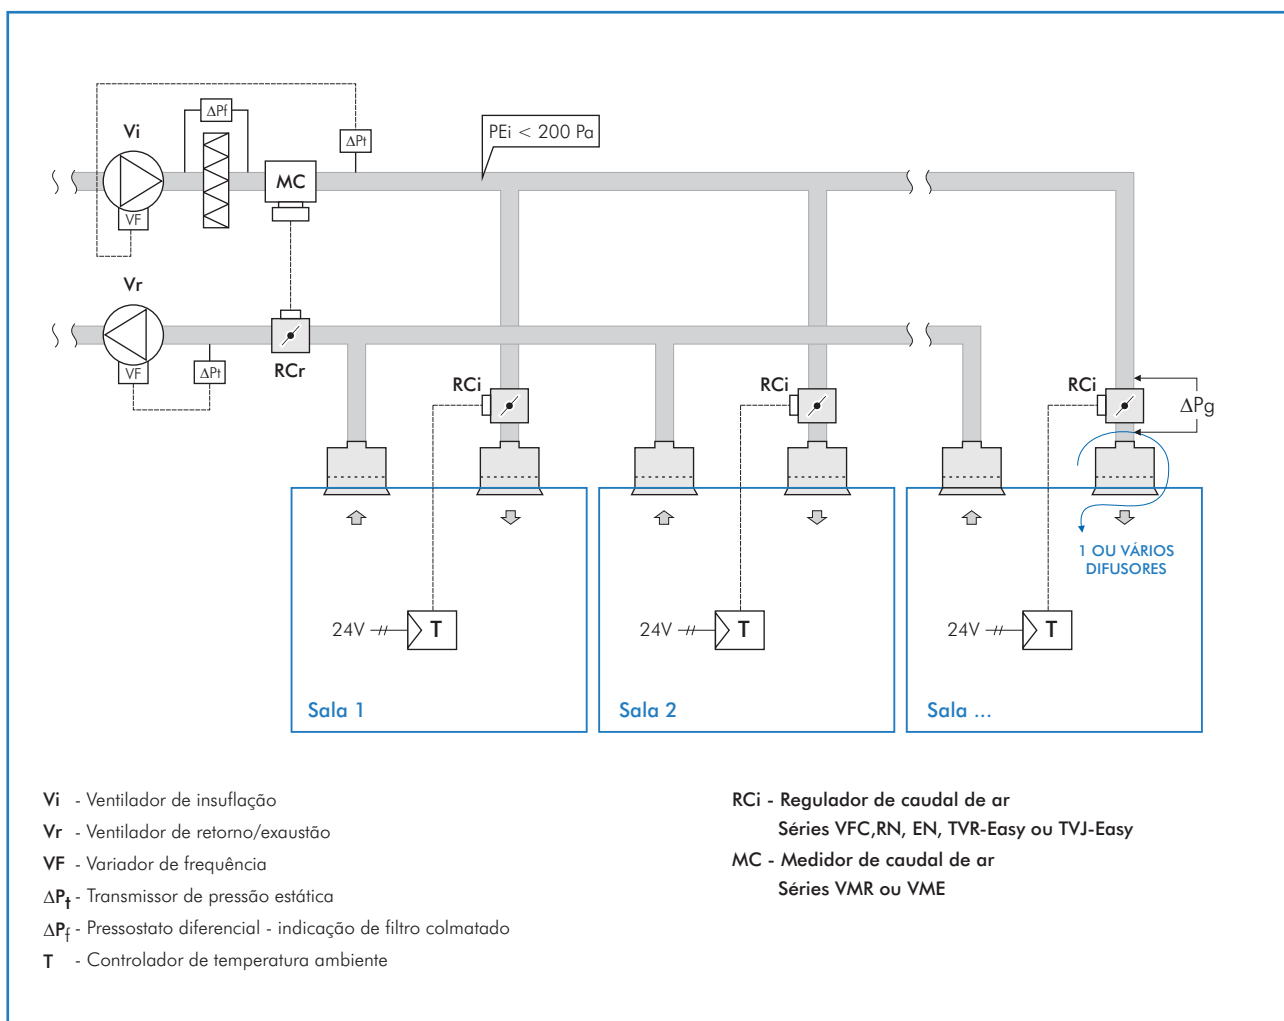 ΔPf
Vi
ΔPt
PEi < 200 Pa
MC
VF
Vr
VF
ΔPt
RCr
RCi
RCi
RCi
ΔPg
1 OU VÁRIOS
DIFUSORES
24V
T
24V
T
24V
T
Sala 1
Sala 2
Sala ...
Vi - Ventilador de insuflação
Vr - Ventilador de retorno/exaustão
VF - Variador de frequência
ΔPt - Transmissor de pressão estática
ΔPf - Pressostato diferencial - indicação de filtro colmatado
T - Controlador de temperatura ambiente
RCi - Regulador de caudal de ar
Séries VFC,RN, EN, TVR-Easy ou TVJ-Easy
MC - Medidor de caudal de ar
Séries VMR ou VME